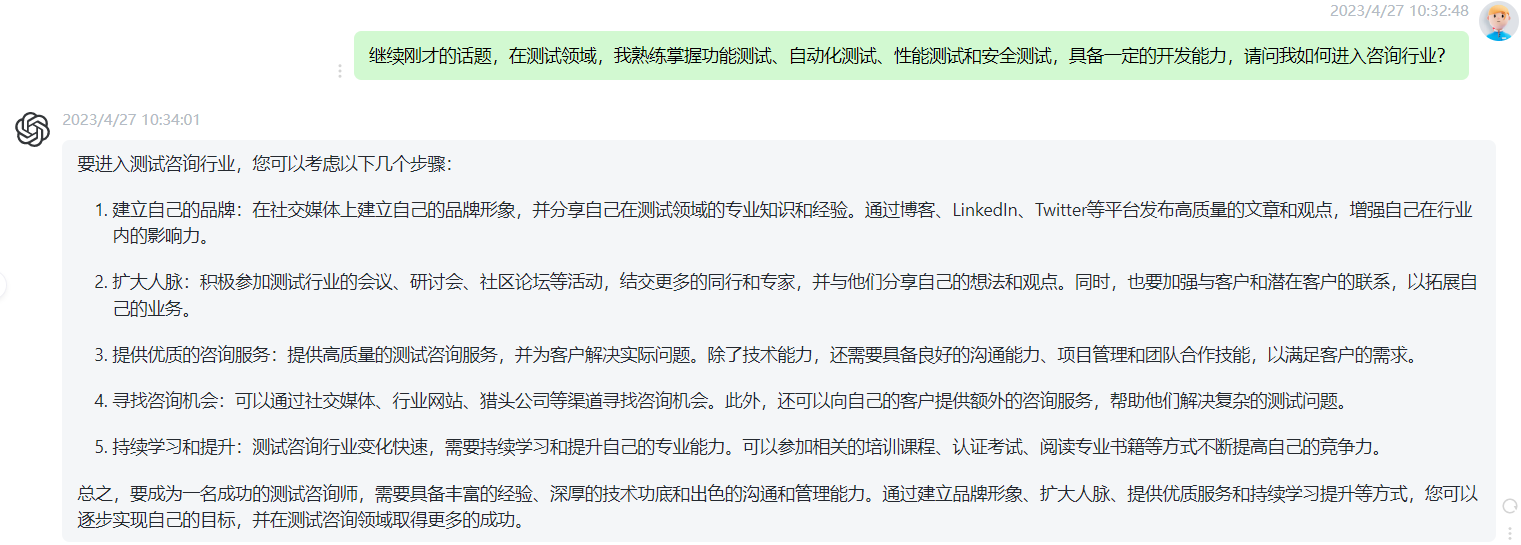 2023/4/27 10:32:48
继续刚才的话题，在测试领域，我熟练掌握功能测试、自动化测试、性能测试和安全测试，具备一定的开发能力，请问我如何进入咨询行业？
2023/4/27 10:34:01
要进入测试咨询行业，您可以考虑以下几个步骤：
1. 建立自己的品牌：在社交媒体上建立自己的品牌形象，并分享自己在测试领域的专业知识和经验。通过博客、LinkedIn、Twitter等平台发布高质量的文章和观点，增强自己在行业
内的影响力。
2. 扩大人脉：积极参加测试行业的会议、研讨会、社区论坛等活动，结交更多的同行和专家，并与他们分享自己的想法和观点。同时，也要加强与客户和潜在客户的联系，以拓展自
己的业务。
3. 提供优质的咨询服务：提供高质量的测试咨询服务，并为客户解决实际问题。除了技术能力，还需要具备良好的沟通能力、项目管理和团队合作技能，以满足客户的需求。
4. 寻找咨询机会：可以通过社交媒体、行业网站、猎头公司等渠道寻找咨询机会。此外，还可以向自己的客户提供额外的咨询服务，帮助他们解决复杂的测试问题。
5. 持续学习和提升：测试咨询行业变化快速，需要持续学习和提升自己的专业能力。可以参加相关的培训课程、认证考试、阅读专业书籍等方式不断提高自己的竞争力。
总之，要成为一名成功的测试咨询师，需要具备丰富的经验、深厚的技术功底和出色的沟通和管理能力。通过建立品牌形象、扩大人脉、提供优质服务和持续学习提升等方式，您可以
逐步实现自己的目标，并在测试咨询领域取得更多的成功。